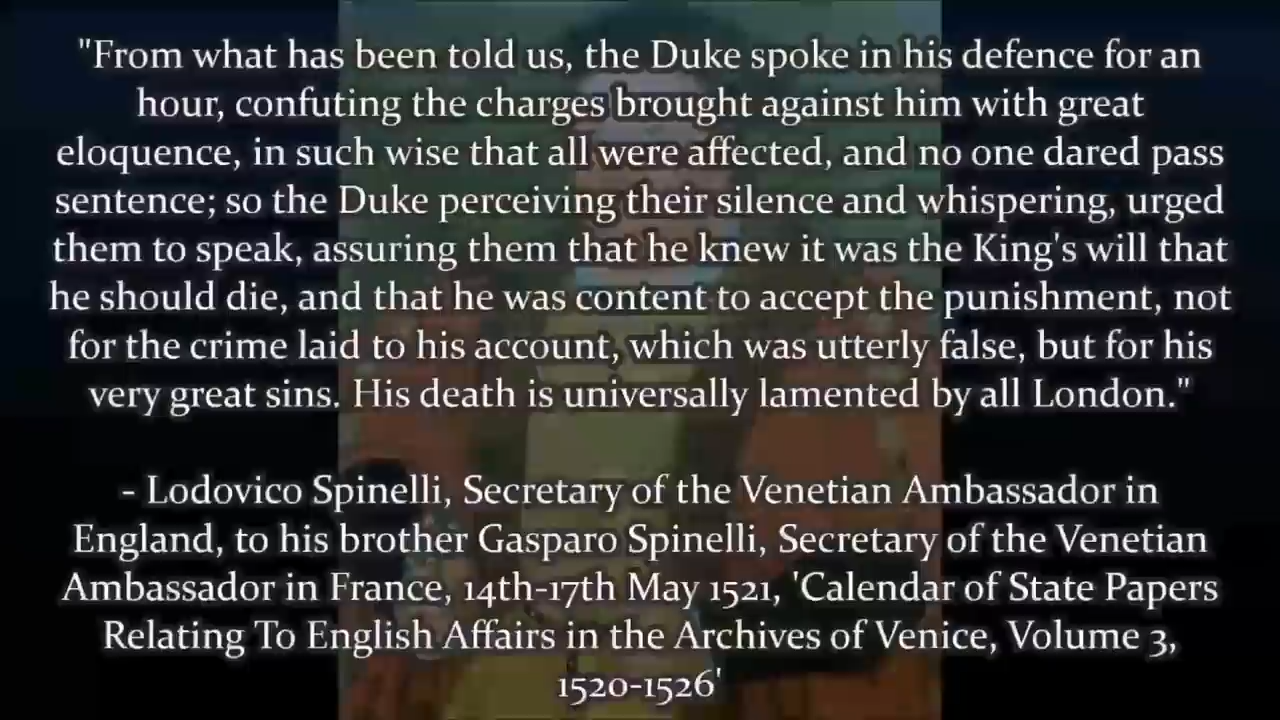 "From what has been told us, the Duke spoke in his defence for an
hour, confuting the charges brought against him with great
eloquence, in such wise that all were affected, and no one dared pass
sentence; so the Duke perceiving their silence and whispering, urged
them to speak, assuring them that he knew it was the King's will that
he should die, and that he was content to accept the punishment, not
for the crime laid to his account, which was utterly false, but for his
very great sins. His death is universally lamented by all London."
- Lodovico Spinelli, Secretary of the Venetian Ambassador in
England, to his brother Gasparo Spinelli, Secretary of the Venetian
Ambassador in France, 14th-17th May 1521, 'Calendar of State Papers
Relating To English Affairs in the Archives of Venice, Volume 3,
1520-1526'